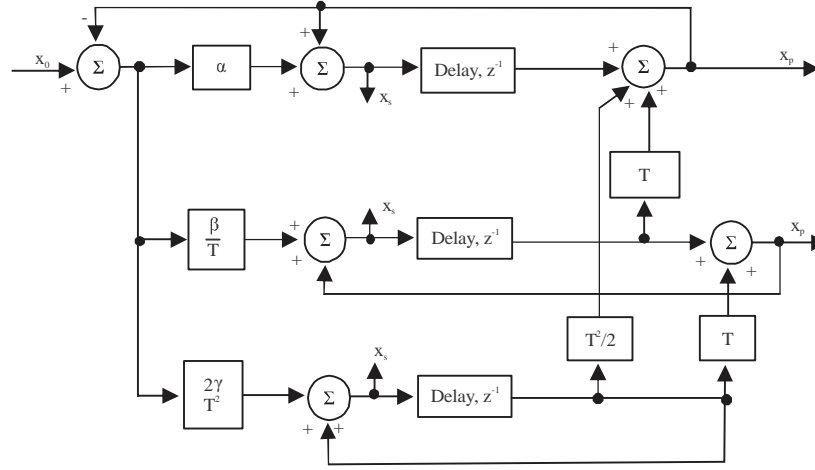 -
+
x₀
+
Σ
α
+
+
Σ
xₛ
Delay, z⁻¹
+
+
+
Σ
xₚ
T
β
T
+
+
Σ
xₛ
Delay, z⁻¹
+
+
Σ
xₚ
T²/2
T
2γ
T²
+
+
Σ
xₛ
Delay, z⁻¹